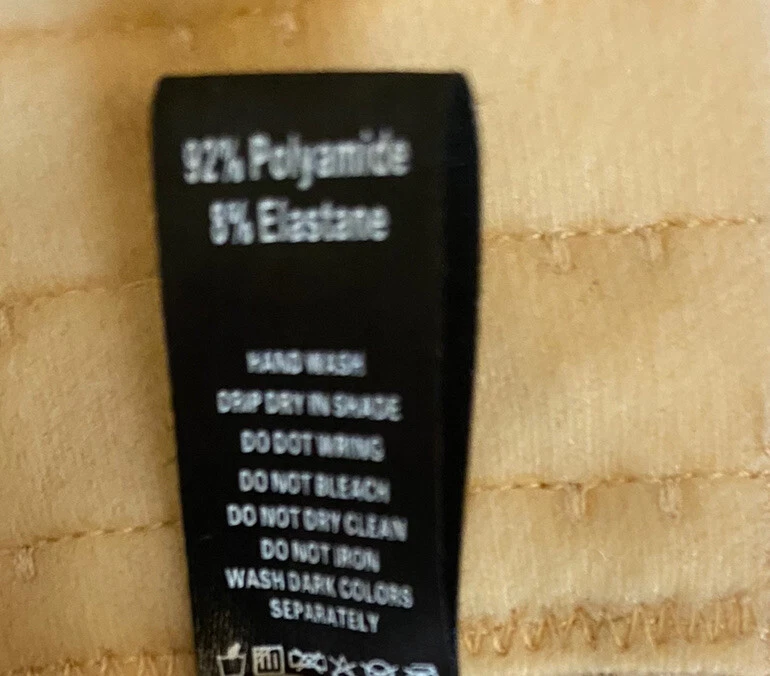 92% Polyamide
8% Elastane
HAND WASH
DRIP DRY IN SHADE
DO DOT WRING
DO NOT BLEACH
DO NOT DRY CLEAN
DO NOT IRON
WASH DARK COLORS
SEPARATELY